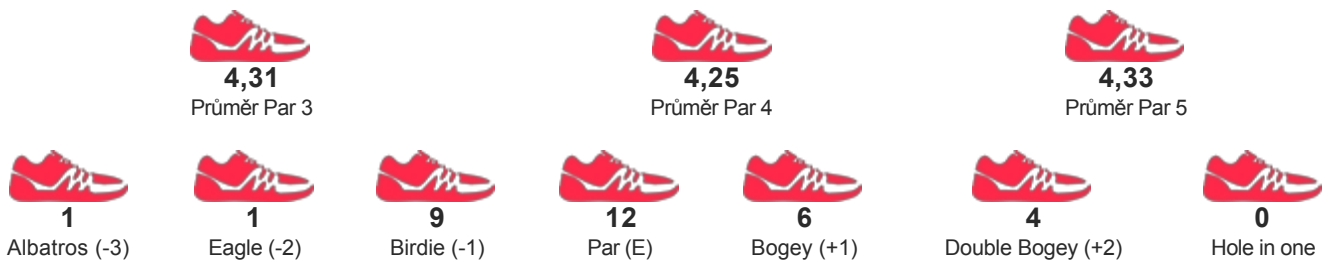 4,31 4,25 4,33
Průměr Par 3 Průměr Par 4 Průměr Par 5
1 1 9 12 6 4 0
Albatros (-3) Eagle (-2) Birdie (-1) Par (E) Bogey (+1) Double Bogey (+2) Hole in one